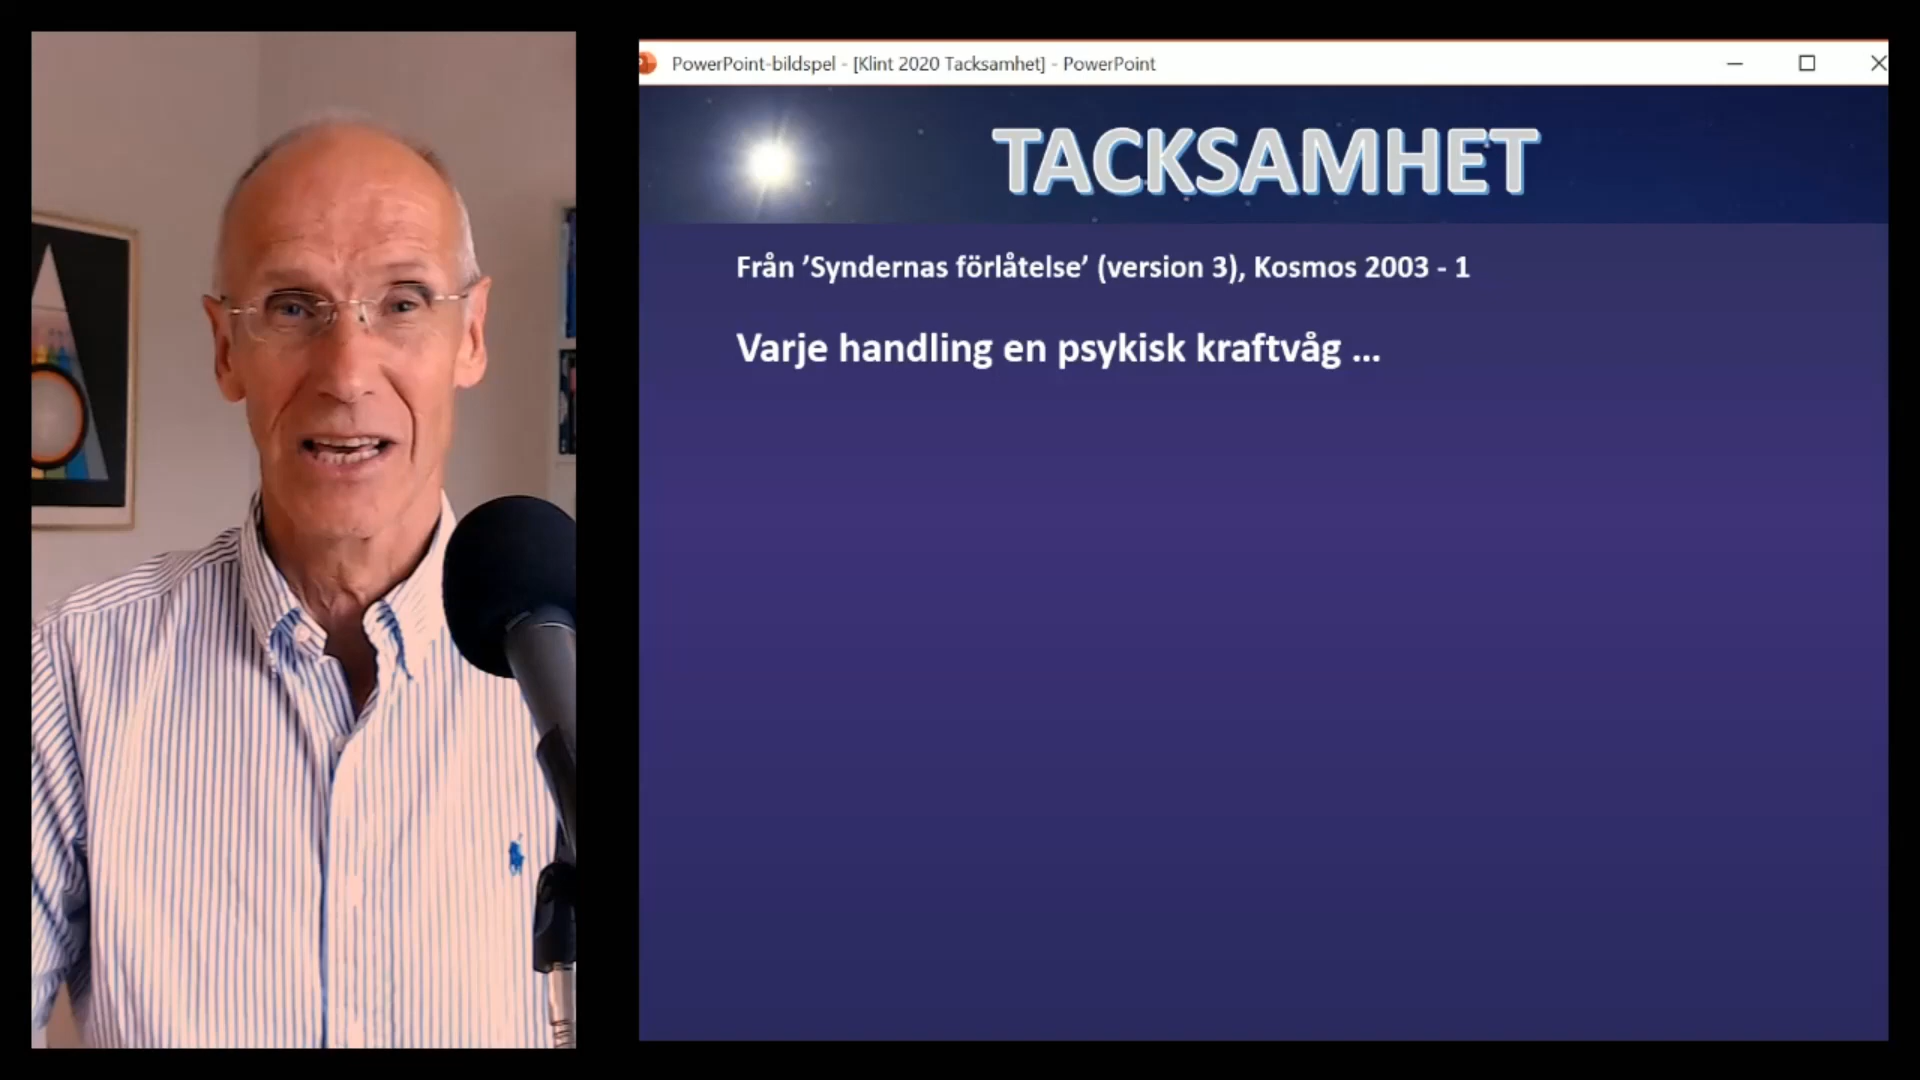 PowerPoint-bildspel - [Klint 2020 Tacksamhet] - PowerPoint
TACKSAMHET
Från ’Syndernas förlåtelse’ (version 3), Kosmos 2003 - 1
Varje handling en psykisk kraftvåg ...